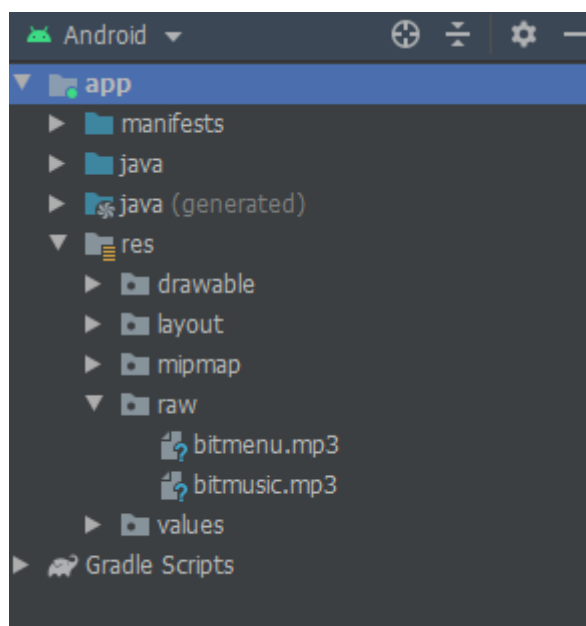 Android
app
manifests
java
java (generated)
res
drawable
layout
mipmap
raw
bitmenu.mp3
bitmusic.mp3
values
Gradle Scripts